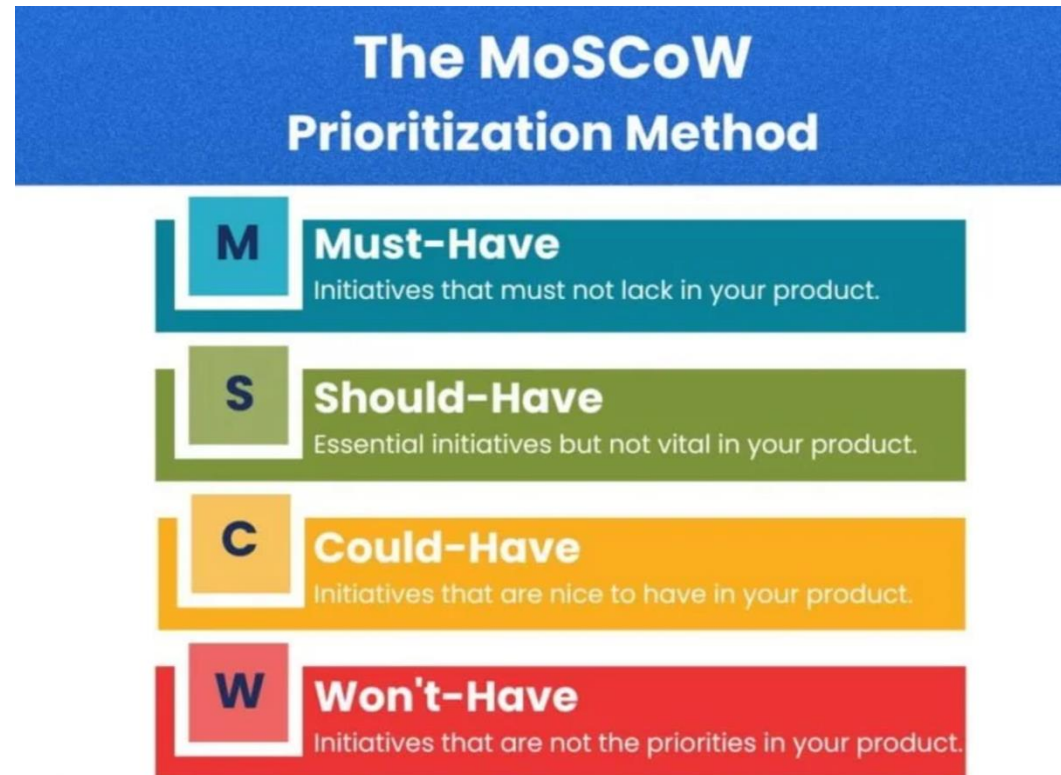 The MoSCoW
Prioritization Method
M
Must-Have
Initiatives that must not lack in your product.
S
Should-Have
Essential initiatives but not vital in your product.
C
Could-Have
Initiatives that are nice to have in your product.
W
Won't-Have
Initiatives that are not the priorities in your product.